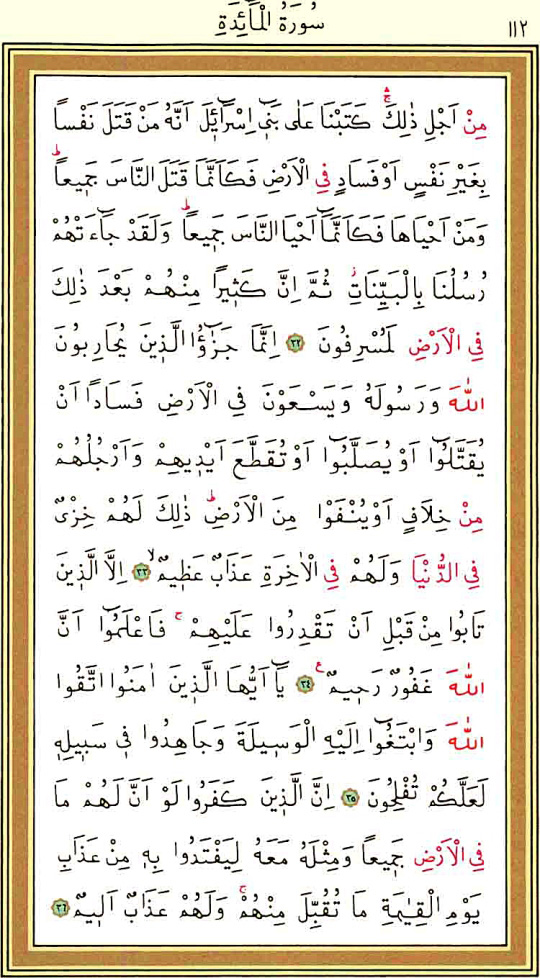 سُورَةُ الْمَٓائِدَةِ
١١٢
مِنْ اَجْلِ ذٰلِكَۚۛ كَتَبْنَا عَلٰى بَن۪ٓي اِسْرَٓائ۪لَ اَنَّهُ مَنْ قَتَلَ نَفْساً
بِغَيْرِ نَفْسٍ اَوْ فَسَادٍ فِي الْاَرْضِ فَكَاَنَّمَا قَتَلَ النَّاسَ جَم۪يعاًۜ
وَمَنْ اَحْيَاهَا فَكَاَنَّمَٓا اَحْيَا النَّاسَ جَم۪يعاًۜ وَلَقَدْ جَٓاءَتْهُمْ
رُسُلُنَا بِالْبَيِّنَاتِۘ ثُمَّ اِنَّ كَث۪يراً مِنْهُمْ بَعْدَ ذٰلِكَ
فِي الْاَرْضِ لَمُسْرِفُونَ ٣٢ اِنَّمَا جَزٰٓؤُا الَّذ۪ينَ يُحَارِبُونَ
اللّٰهَ وَرَسُولَهُ وَيَسْعَوْنَ فِي الْاَرْضِ فَسَاداً اَنْ
يُقَتَّلُٓوا اَوْ يُصَلَّبُٓوا اَوْ تُقَطَّعَ اَيْد۪يهِمْ وَاَرْجُلُهُمْ
مِنْ خِلَافٍ اَوْ يُنْفَوْا مِنَ الْاَرْضِۜ ذٰلِكَ لَهُمْ خِزْيٌ
فِي الدُّنْيَا وَلَهُمْ فِي الْاٰخِرَةِ عَذَابٌ عَظ۪يمٌۙ ٣٣ اِلَّا الَّذ۪ينَ
تَابُوا مِنْ قَبْلِ اَنْ تَقْدِرُوا عَلَيْهِمْۚ فَاعْلَمُٓوا اَنَّ
اللّٰهَ غَفُورٌ رَح۪يمٌ۟ ٣٤ يَٓا اَيُّهَا الَّذ۪ينَ اٰمَنُوا اتَّقُوا
اللّٰهَ وَابْتَغُٓوا اِلَيْهِ الْوَس۪يلَةَ وَجَاهِدُوا ف۪ي سَب۪يلِه۪
لَعَلَّكُمْ تُفْلِحُونَ ٣٥ اِنَّ الَّذ۪ينَ كَفَرُوا لَوْ اَنَّ لَهُمْ مَا
فِي الْاَرْضِ جَم۪يعاً وَمِثْلَهُ مَعَهُ لِيَفْتَدُوا بِه۪ مِنْ عَذَابِ
يَوْمِ الْقِيٰمَةِ مَا تُقُبِّلَ مِنْهُمْۚ وَلَهُمْ عَذَابٌ اَل۪يمٌ ٣٦